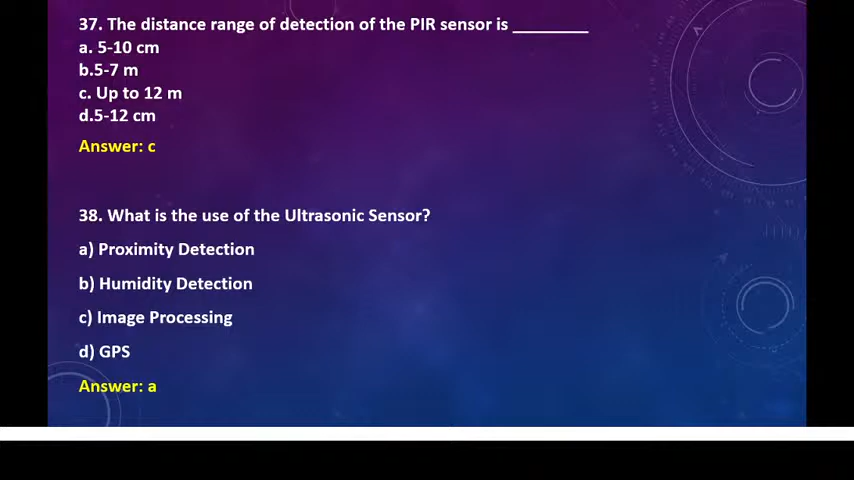 37. The distance range of detection of the PIR sensor is ________
a. 5-10 cm
b.5-7 m
c. Up to 12 m
d.5-12 cm
Answer: c
38. What is the use of the Ultrasonic Sensor?
a) Proximity Detection
b) Humidity Detection
c) Image Processing
d) GPS
Answer: a